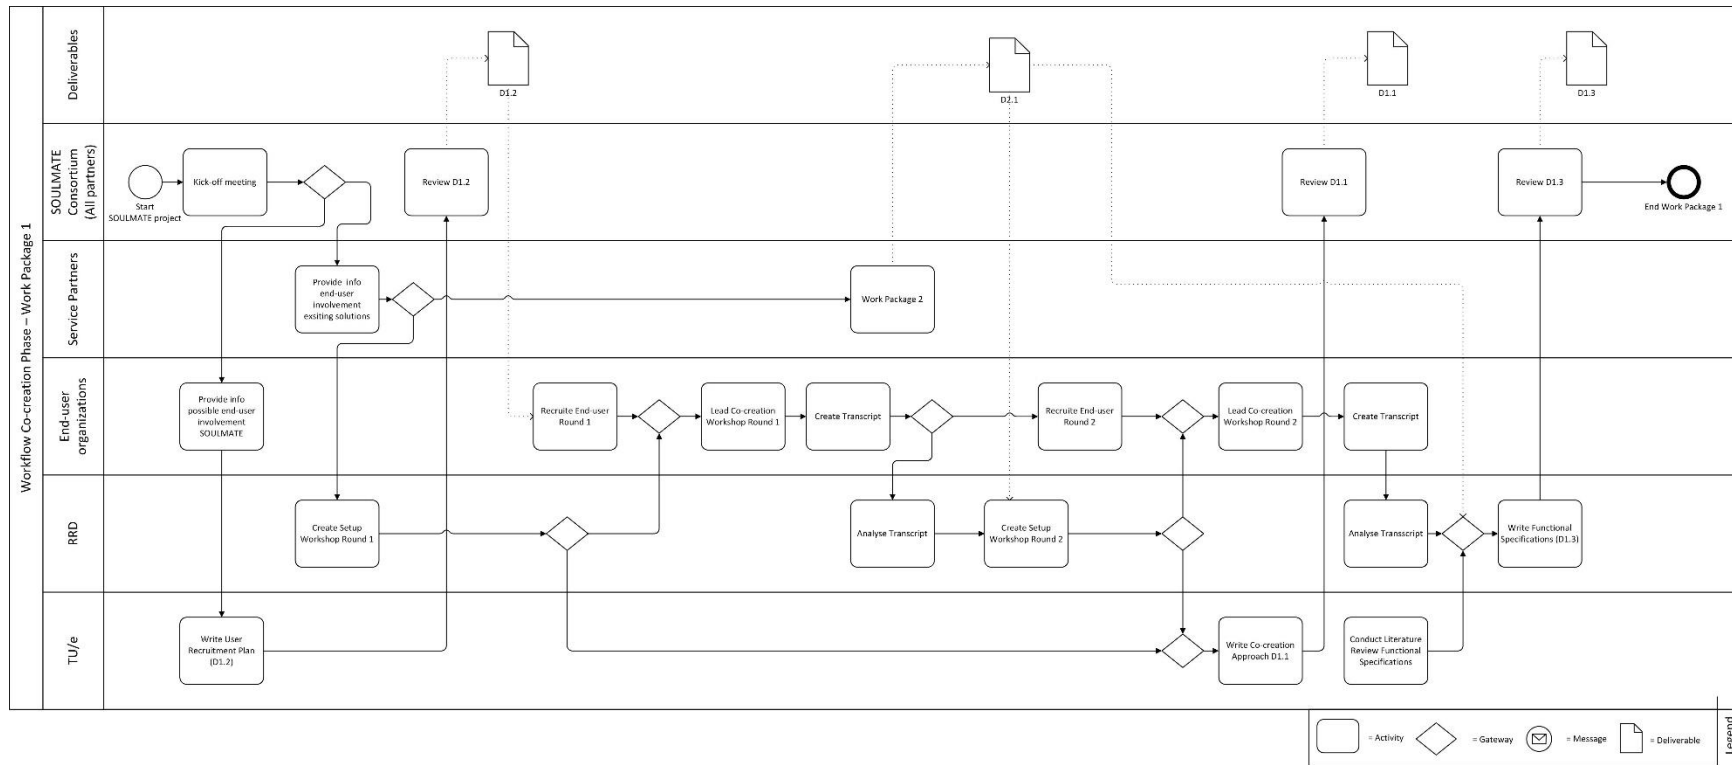 Workflow Co-creation Phase – Work Package 1
Deliverables
D1.2
D2.1
D1.1
D1.3
SOULMATE
Consortium
(All partners)
Start
SOULMATE project
Kick-off meeting
Review D1.2
Review D1.1
Review D1.3
End Work Package 1
Service Partners
Provide info
end-user
involvement
exsiting solutions
Work Package 2
End-user
organizations
Provide info
possible end-user
involvement
SOULMATE
Recruite End-user
Round 1
Lead Co-creation
Workshop Round 1
Create Transcript
Recruite End-user
Round 2
Lead Co-creation
Workshop Round 2
Create Transcript
RRD
Create Setup
Workshop Round 1
Analyse Transcript
Create Setup
Workshop Round 2
Analyse Transcript
Write Functional
Specifications (D1.3)
TU/e
Write User
Recruitment Plan
(D1.2)
Write Co-creation
Approach D1.1
Conduct Literature
Review Functional
Specifications
= Activity
= Gateway
= Message
= Deliverable
Legend